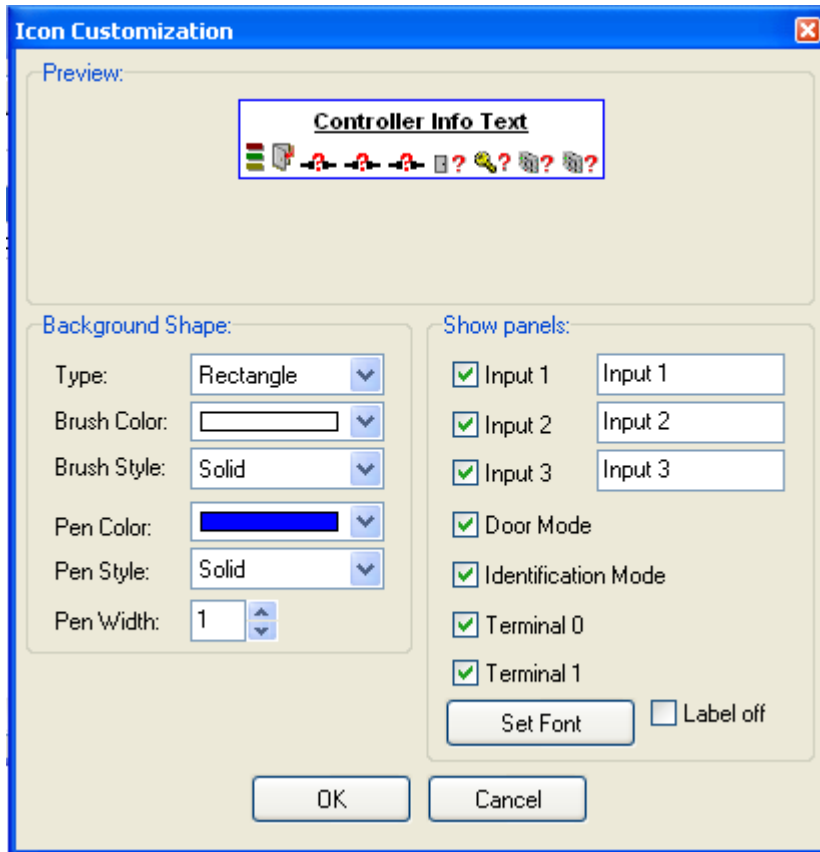 Icon Customization
Preview:
Controller Info Text
? ? ? ? ? ? ?
Background Shape:
Type: Rectangle
Brush Color:
Brush Style: Solid
Pen Color:
Pen Style: Solid
Pen Width: 1
Show panels:
Input 1 Input 1
Input 2 Input 2
Input 3 Input 3
Door Mode
Identification Mode
Terminal 0
Terminal 1
Set Font Label off
OK Cancel